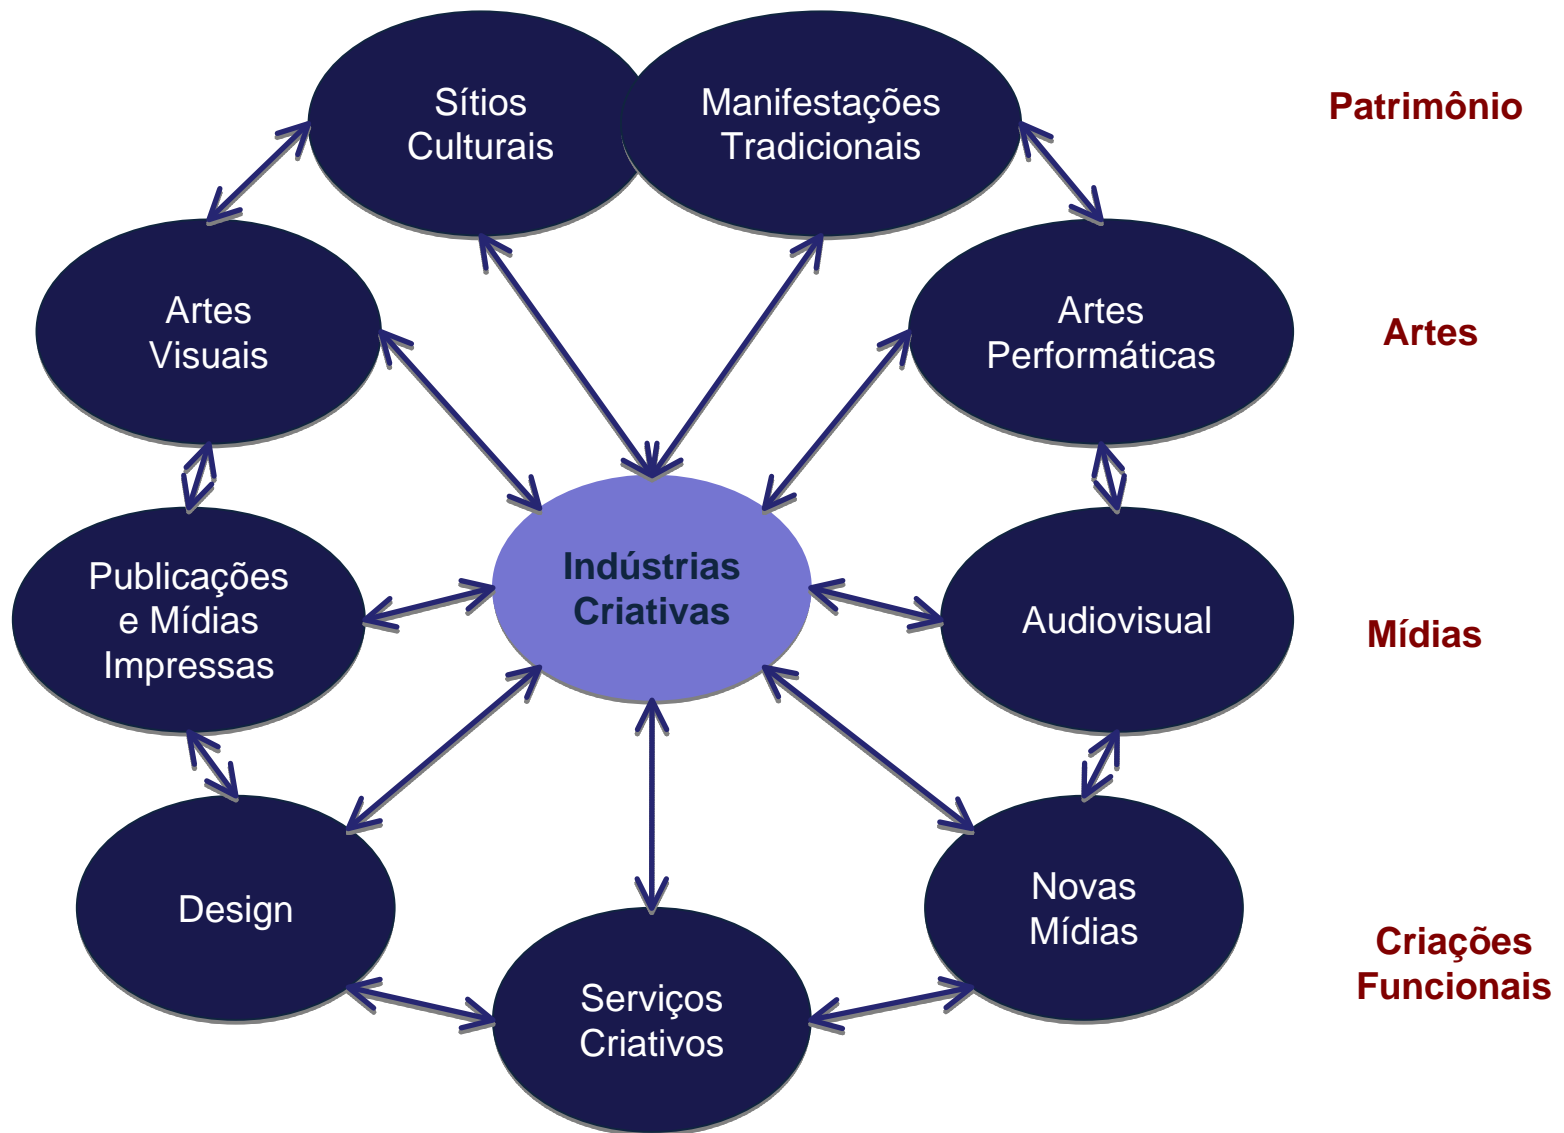 Sítios
Culturais
Manifestações
Tradicionais
Patrimônio
Artes
Visuais
Artes
Performáticas
Artes
Publicações
e Mídias
Impressas
Indústrias
Criativas
Audiovisual
Mídias
Design
Serviços
Criativos
Novas
Mídias
Criações
Funcionais